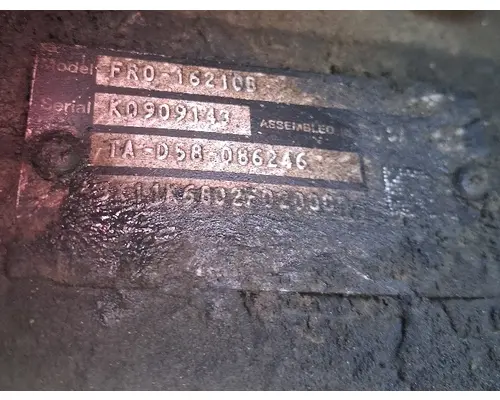 Model FRO-16210B
Serial K0909143 ASSEMBLED
TA-D58-086246